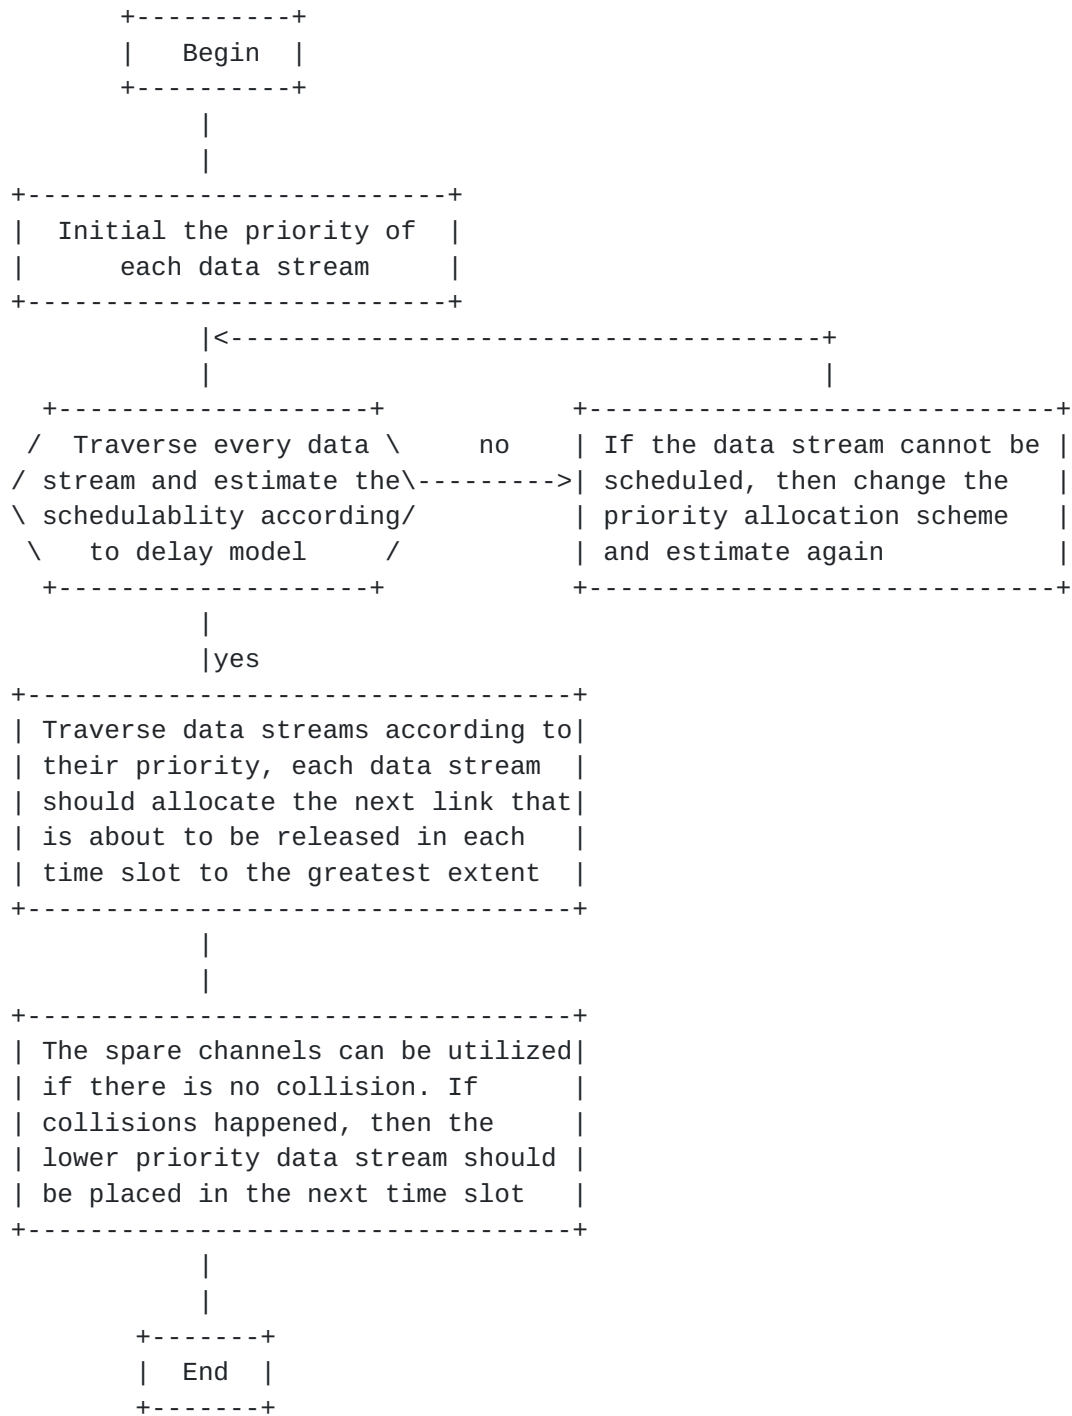 Begin
Initial the priority of
each data stream
Traverse every data
stream and estimate the
schedulablity according
to delay model
no
If the data stream cannot be
scheduled, then change the
priority allocation scheme
and estimate again
yes
Traverse data streams according to
their priority, each data stream
should allocate the next link that
is about to be released in each
time slot to the greatest extent
The spare channels can be utilized
if there is no collision. If
collisions happened, then the
lower priority data stream should
be placed in the next time slot
End